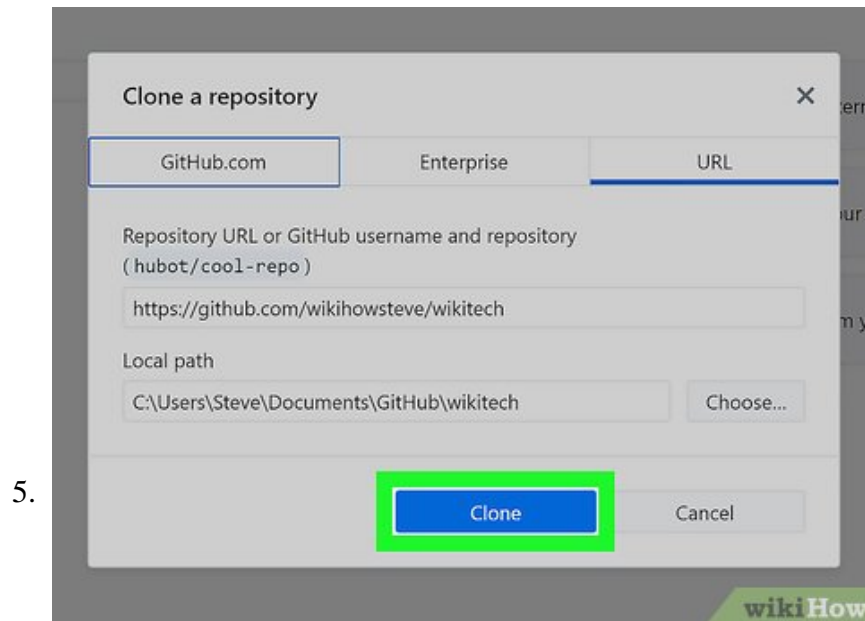 Clone a repository
GitHub.com Enterprise URL
Repository URL or GitHub username and repository
(hubot/cool-repo)
https://github.com/wikihowsteve/wikitech
Local path
C:\Users\Steve\Documents\GitHub\wikitech Choose...
5.
Clone Cancel
wikiHow